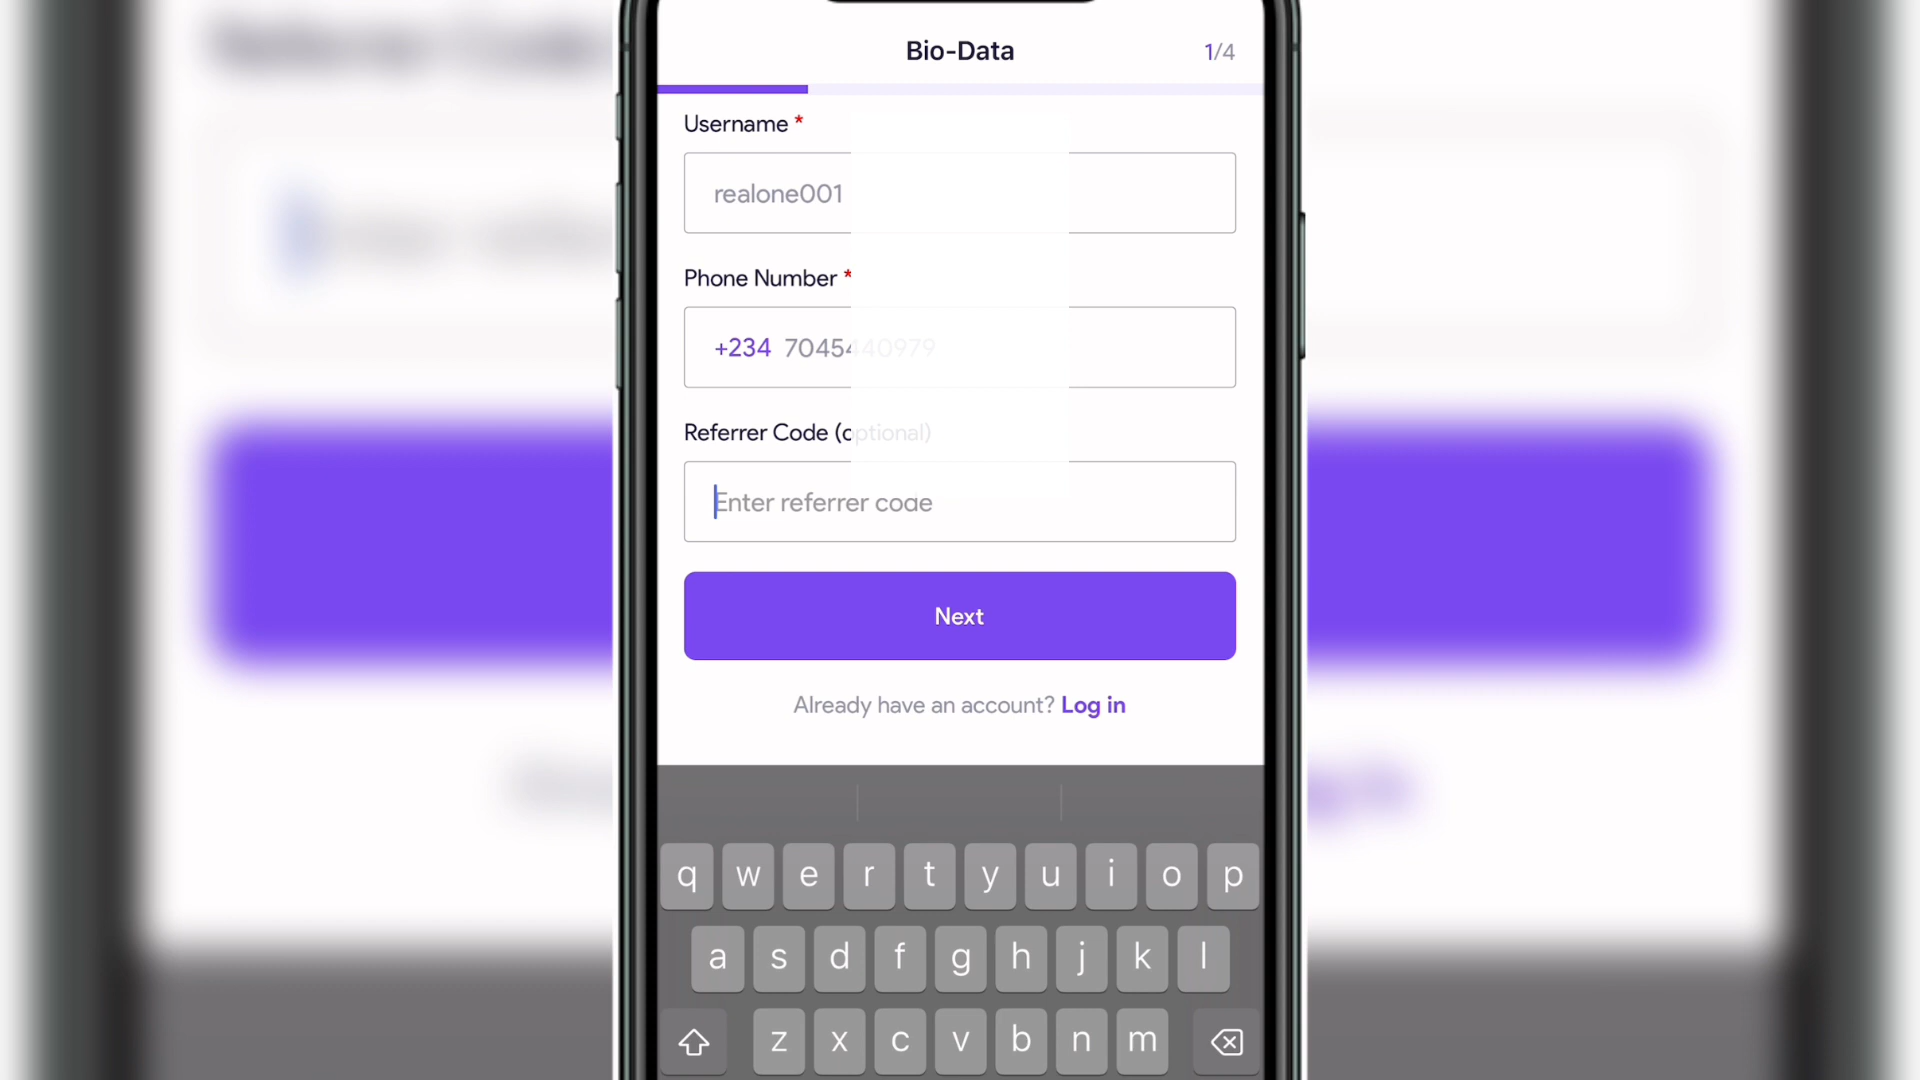 Bio-Data
1/4
Username *
realone001
Phone Number *
+234 7045440979
Referrer Code (optional)
Enter referrer code
Next
Already have an account? Log in
q w e r t y u i o p
a s d f g h j k l
z x c v b n m